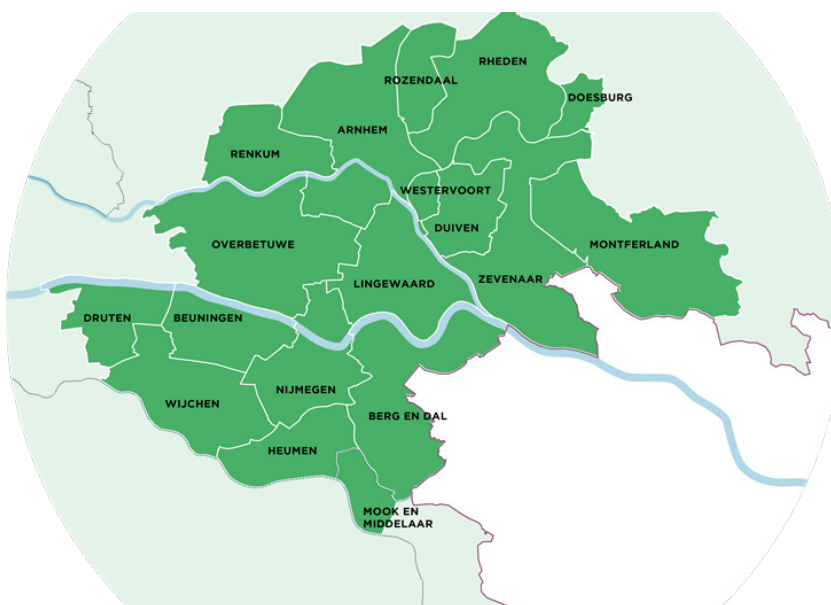 RHEDEN
ROZENDAAL
DOESBURG
ARNHEM
RENKUM
WESTERVOORT
DUIVEN
OVERBETUWE
MONTFERLAND
ZEVENAAR
LINGEWAARD
DRUTEN
BEUNINGEN
NIJMEGEN
WIJCHEN
BERG EN DAL
HEUMEN
MOOK EN
MIDDELAAR